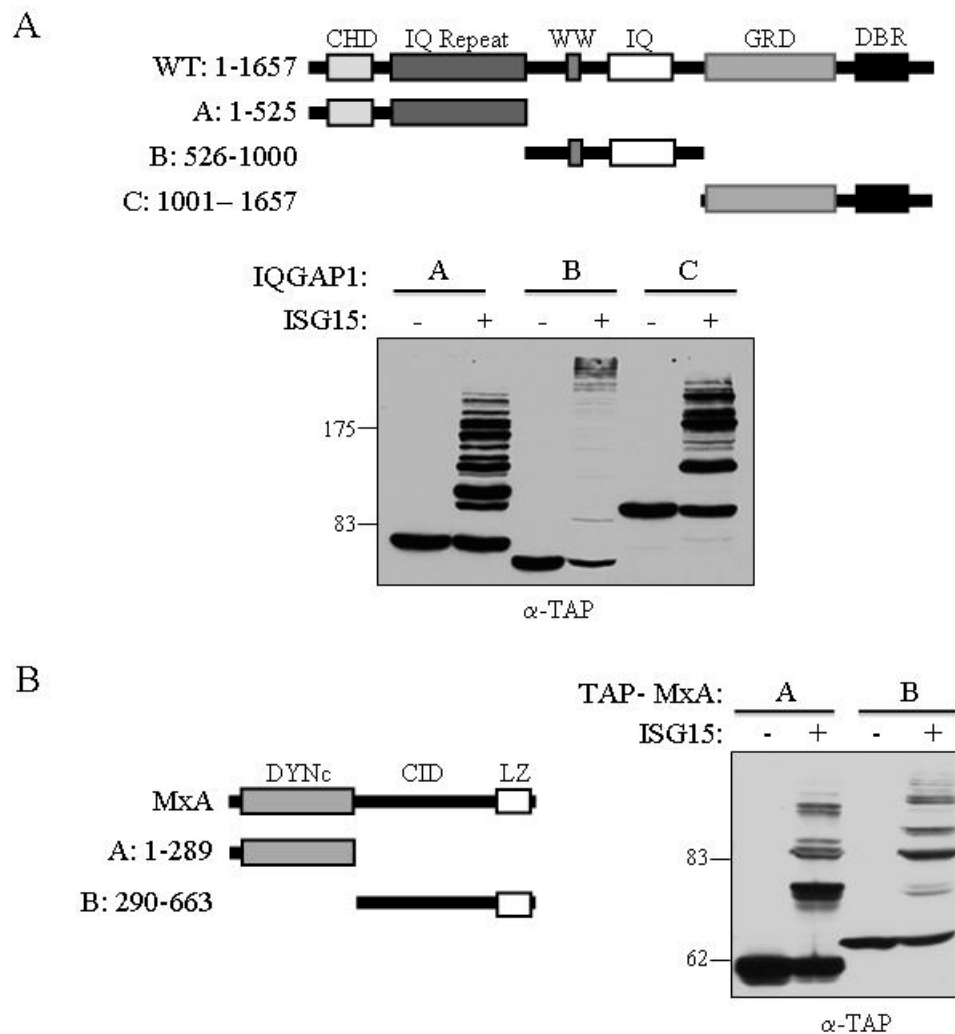 A
CHD IQ Repeat WW IQ GRD DBR
WT: 1-1657
A: 1-525
B: 526-1000
C: 1001– 1657
IQGAP1: A B C
ISG15: - + - + - +
175
83
α-TAP
B
TAP- MxA: A B
ISG15: - + - +
DYNc CID LZ
MxA
A: 1-289
B: 290-663
83
62
α-TAP